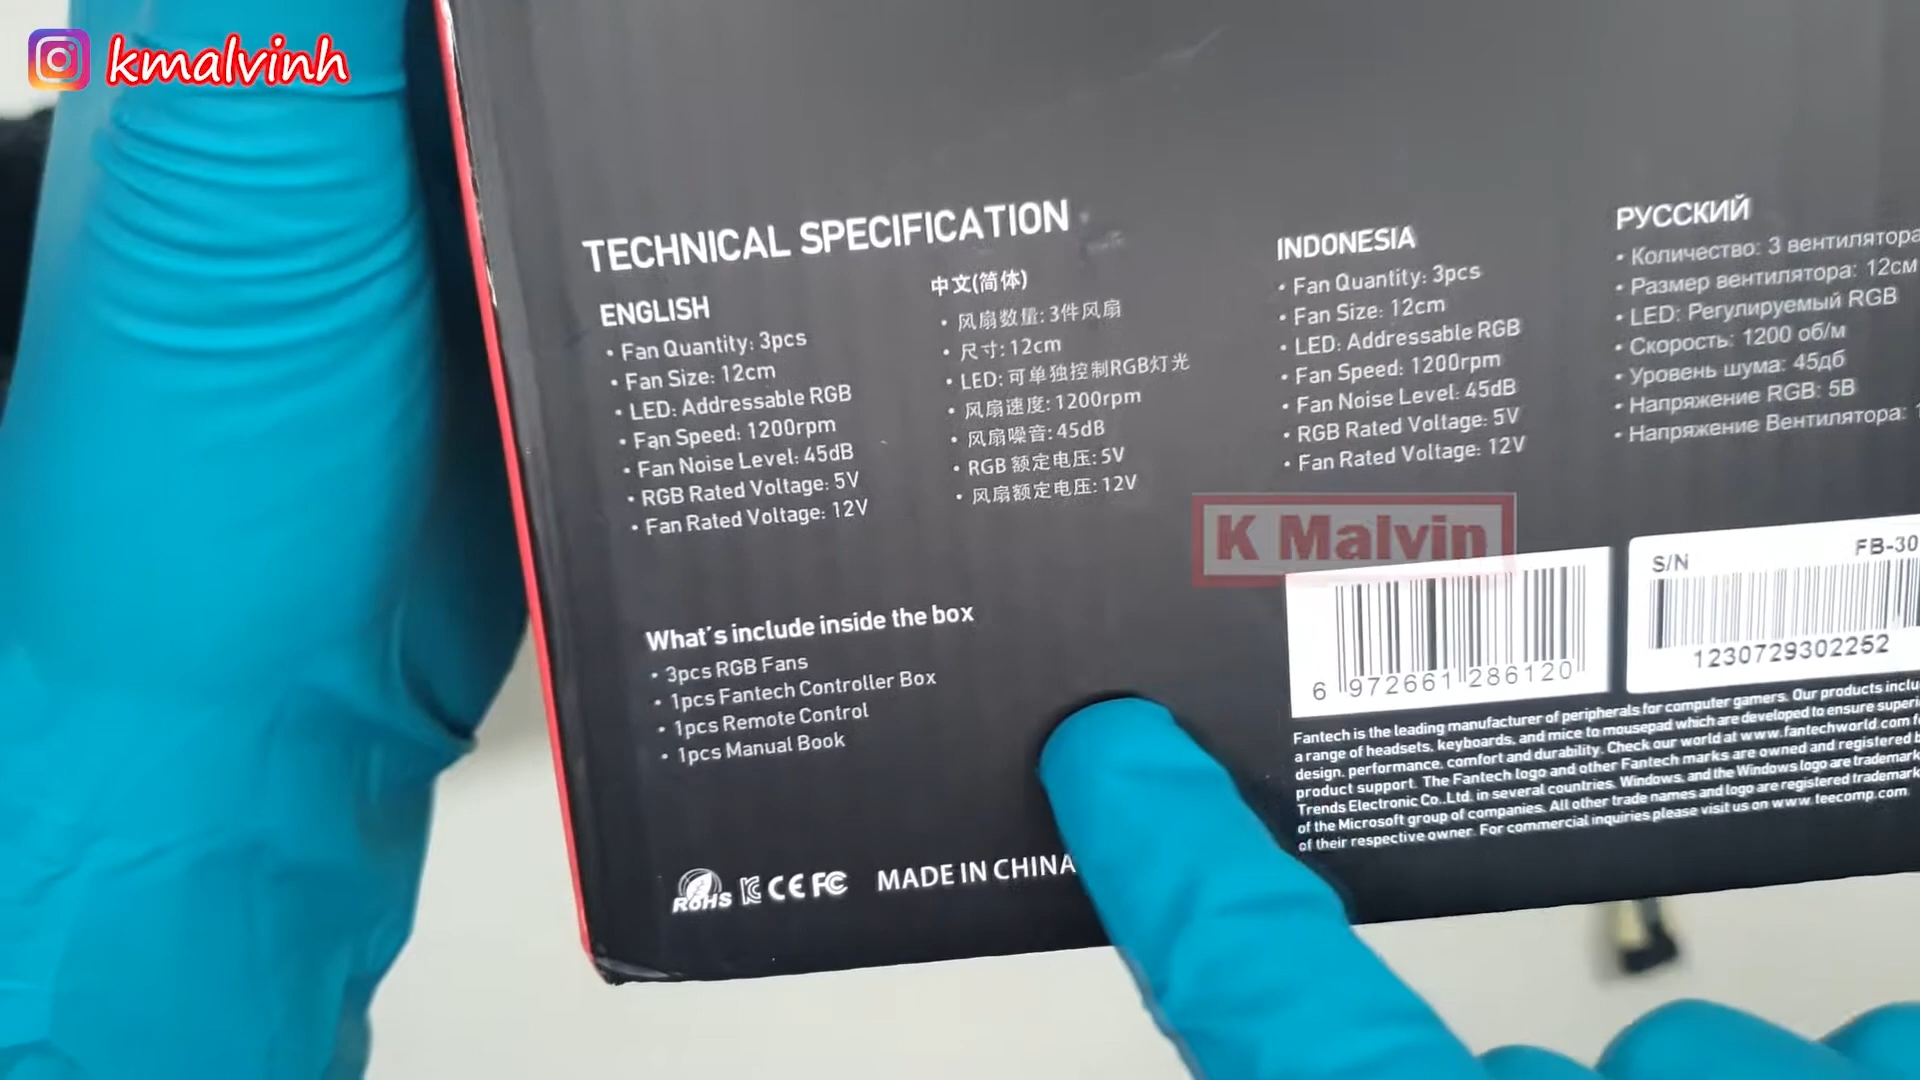 kmalvinh
TECHNICAL SPECIFICATION
ENGLISH
• Fan Quantity: 3pcs
• Fan Size: 12cm
• LED: Addressable RGB
• Fan Speed: 1200rpm
• Fan Noise Level: 45dB
• RGB Rated Voltage: 5V
• Fan Rated Voltage: 12V
中文(简体)
• 风扇数量: 3件风扇
• 尺寸: 12cm
• LED: 可单独控制RGB灯光
• 风扇速度: 1200rpm
• 风扇噪音: 45dB
• RGB 额定电压: 5V
• 风扇额定电压: 12V
INDONESIA
• Fan Quantity: 3pcs
• Fan Size: 12cm
• LED: Addressable RGB
• Fan Speed: 1200rpm
• Fan Noise Level: 45dB
• RGB Rated Voltage: 5V
• Fan Rated Voltage: 12V
РУССКИЙ
• Количество: 3 вентилятора
• Размер вентилятора: 12см
• LED: Регулируемый RGB
• Скорость: 1200 об/м
• Уровень шума: 45дб
• Напряжение RGB: 5В
• Напряжение Вентилятора: 1
K Malvin
What's include inside the box
• 3pcs RGB Fans
• 1pcs Fantech Controller Box
• 1pcs Remote Control
• 1pcs Manual Book
6 972661 286120
S/N FB-30
1230729302252
Fantech is the leading manufacturer of peripherals for computer gamers. Our products inclu
a range of headsets, keyboards, and mice to mousepad which are developed to ensure superi
design, performance, comfort and durability. Check our world at www.fantechworld.com f
product support. The Fantech logo and other Fantech marks are owned and registered b
Trends Electronic Co.,Ltd. in several countries. Windows, and the Windows logo are trademark
of the Microsoft group of companies. All other trade names and logo are registered trademark
of their respective owner. For commercial inquiries please visit us on www.feecomp.com
RoHS CE FC MADE IN CHINA